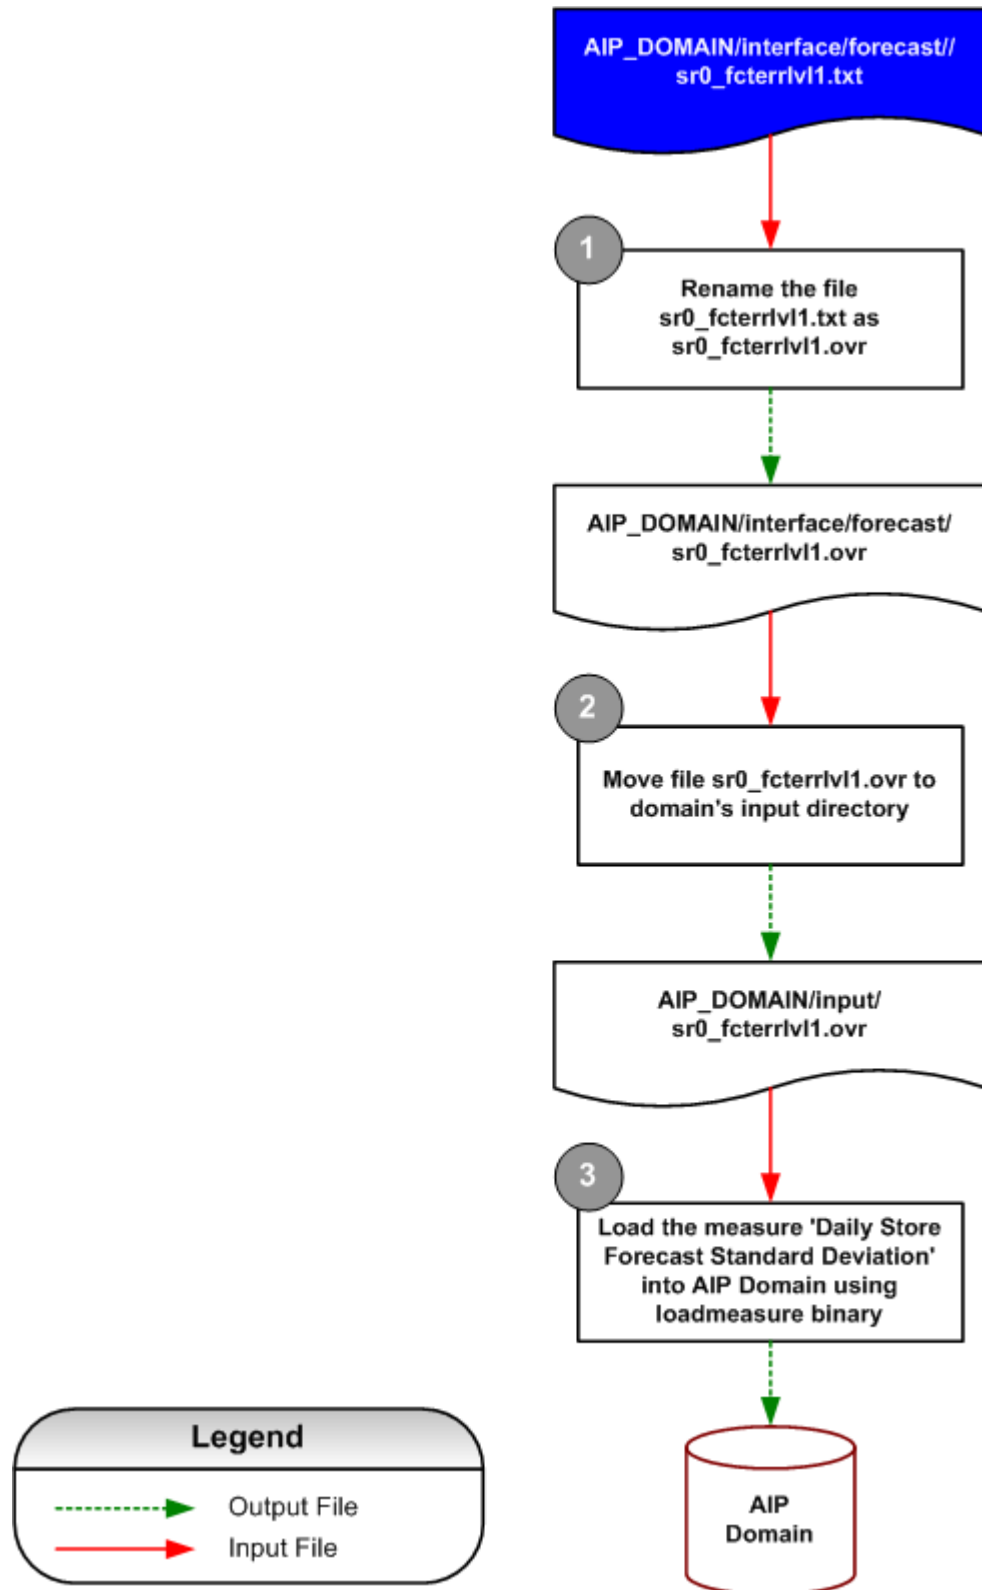 AIP_DOMAIN/interface/forecast//
sr0_fcterrlvl1.txt
1
Rename the file
sr0_fcterrlvl1.txt as
sr0_fcterrlvl1.ovr
AIP_DOMAIN/interface/forecast/
sr0_fcterrlvl1.ovr
2
Move file sr0_fcterrlvl1.ovr to
domain's input directory
AIP_DOMAIN/input/
sr0_fcterrlvl1.ovr
3
Load the measure 'Daily Store
Forecast Standard Deviation'
into AIP Domain using
loadmeasure binary
AIP
Domain
Legend
Output File
Input File